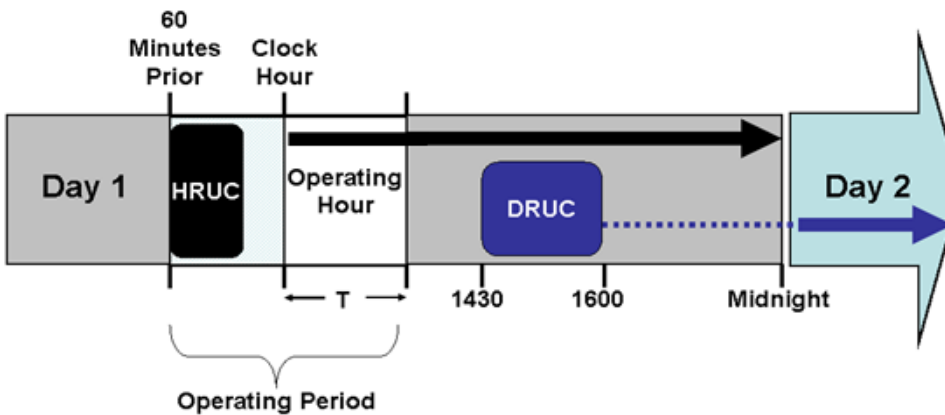 60
Minutes
Prior
Clock
Hour
Day 1
HRUC
Operating
Hour
DRUC
Day 2
T
1430
1600
Midnight
Operating Period